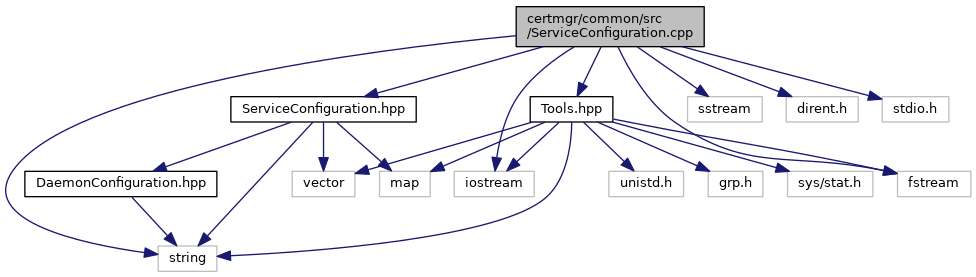 certmgr/common/src
/ServiceConfiguration.cpp
ServiceConfiguration.hpp
Tools.hpp
sstream
dirent.h
stdio.h
DaemonConfiguration.hpp
vector
map
iostream
unistd.h
grp.h
sys/stat.h
fstream
string